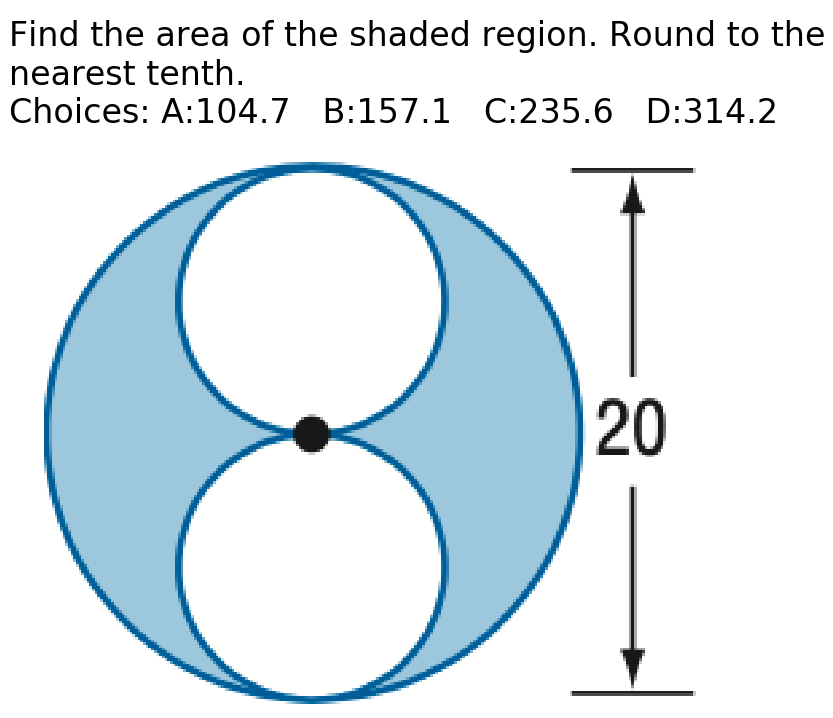 Find the area of the shaded region. Round to the
nearest tenth.
Choices: A:104.7   B:157.1   C:235.6   D:314.2
20